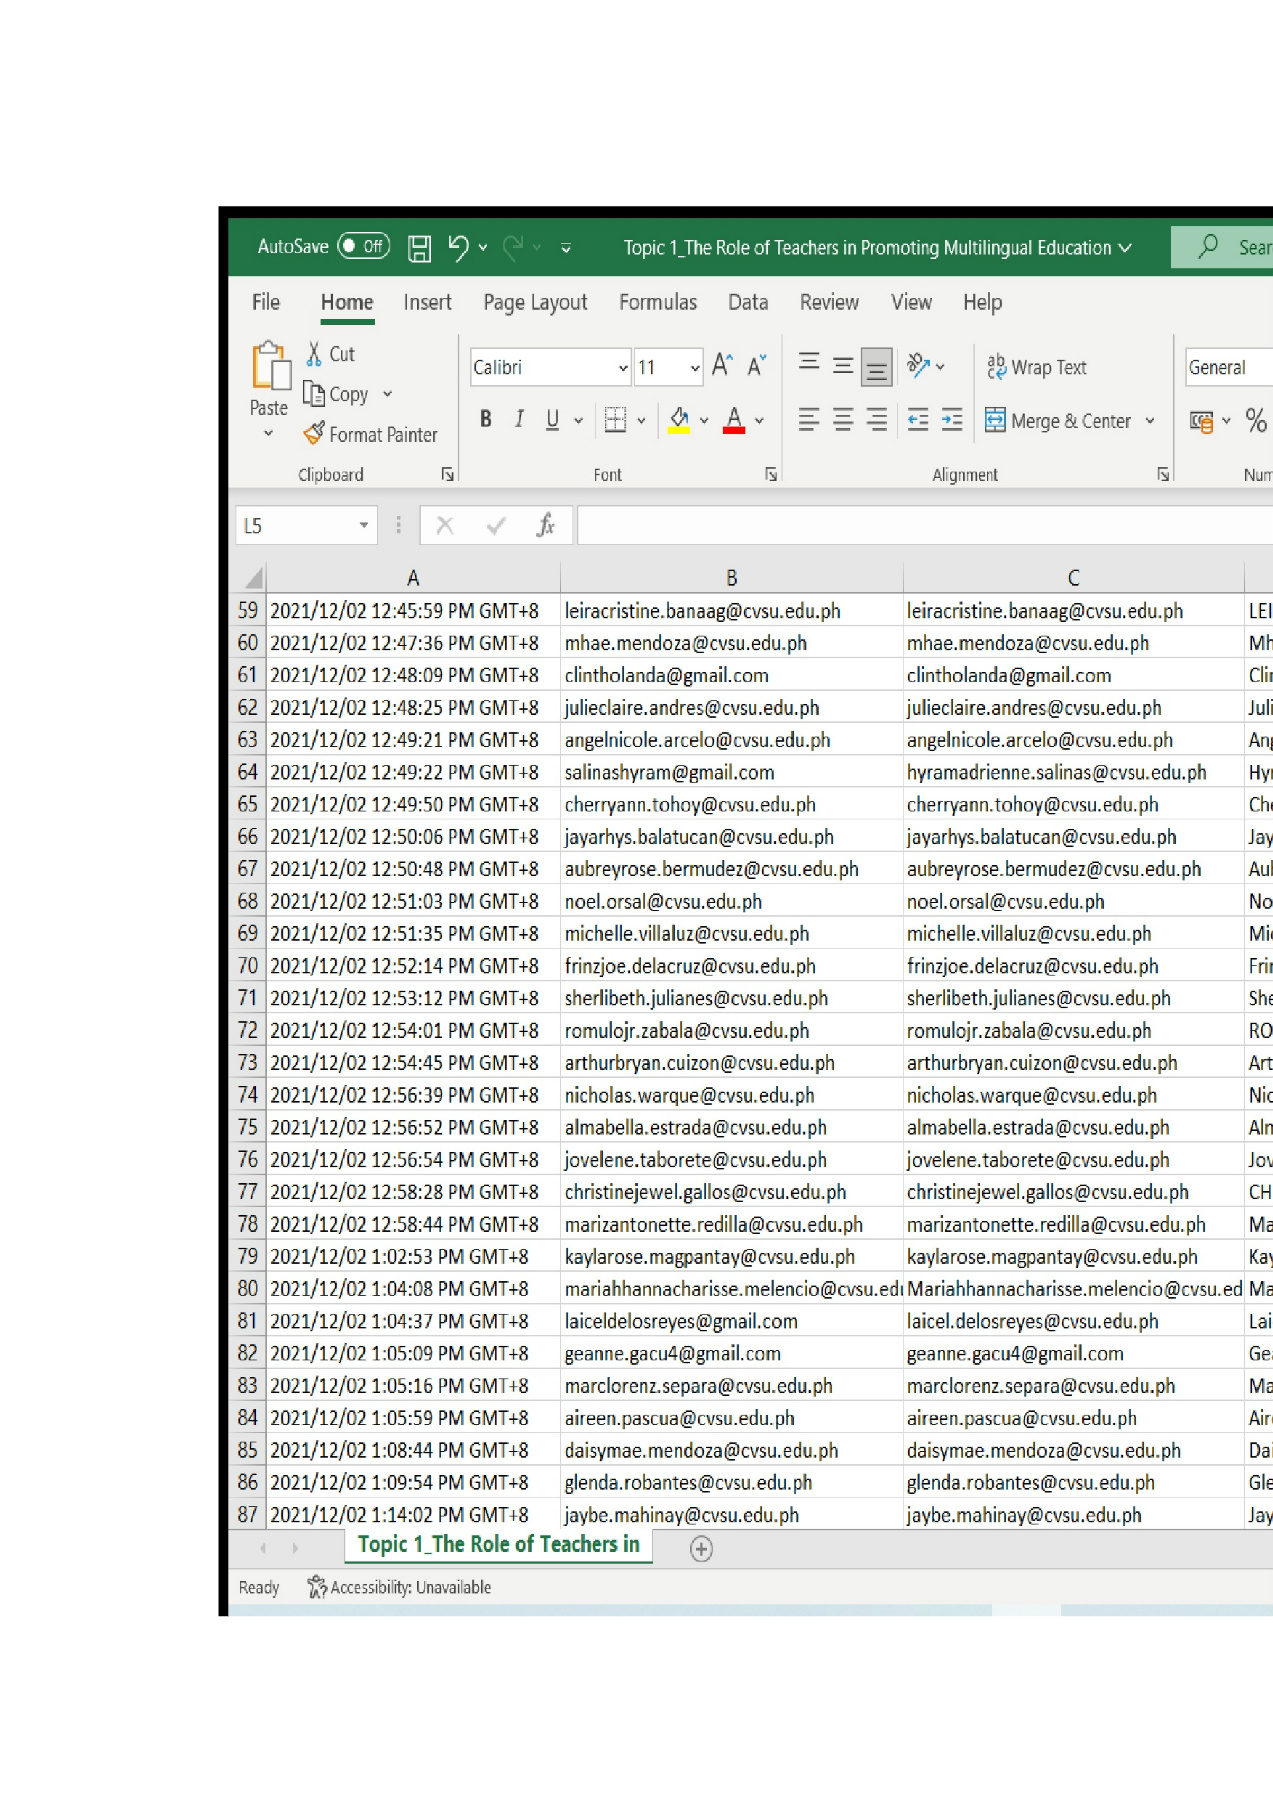 AutoSave Off Topic 1_The Role of Teachers in Promoting Multilingual Education Sear
File Home Insert Page Layout Formulas Data Review View Help
Cut
Calibri 11 Wrap Text General
Copy
Paste
Format Painter Merge & Center %
Clipboard Font Alignment Num
L5
A B C
59 2021/12/02 12:45:59 PM GMT+8 leiracristine.banaag@cvsu.edu.ph leiracristine.banaag@cvsu.edu.ph LEI
60 2021/12/02 12:47:36 PM GMT+8 mhae.mendoza@cvsu.edu.ph mhae.mendoza@cvsu.edu.ph Mh
61 2021/12/02 12:48:09 PM GMT+8 clintholanda@gmail.com clintholanda@gmail.com Clin
62 2021/12/02 12:48:25 PM GMT+8 julieclaire.andres@cvsu.edu.ph julieclaire.andres@cvsu.edu.ph Juli
63 2021/12/02 12:49:21 PM GMT+8 angelnicole.arcelo@cvsu.edu.ph angelnicole.arcelo@cvsu.edu.ph Ang
64 2021/12/02 12:49:22 PM GMT+8 salinashyram@gmail.com hyramadrienne.salinas@cvsu.edu.ph Hyr
65 2021/12/02 12:49:50 PM GMT+8 cherryann.tohoy@cvsu.edu.ph cherryann.tohoy@cvsu.edu.ph Che
66 2021/12/02 12:50:06 PM GMT+8 jayarhys.balatucan@cvsu.edu.ph jayarhys.balatucan@cvsu.edu.ph Jay
67 2021/12/02 12:50:48 PM GMT+8 aubreyrose.bermudez@cvsu.edu.ph aubreyrose.bermudez@cvsu.edu.ph Aub
68 2021/12/02 12:51:03 PM GMT+8 noel.orsal@cvsu.edu.ph noel.orsal@cvsu.edu.ph No
69 2021/12/02 12:51:35 PM GMT+8 michelle.villaluz@cvsu.edu.ph michelle.villaluz@cvsu.edu.ph Mic
70 2021/12/02 12:52:14 PM GMT+8 frinzjoe.delacruz@cvsu.edu.ph frinzjoe.delacruz@cvsu.edu.ph Frin
71 2021/12/02 12:53:12 PM GMT+8 sherlibeth.julianes@cvsu.edu.ph sherlibeth.julianes@cvsu.edu.ph She
72 2021/12/02 12:54:01 PM GMT+8 romulojr.zabala@cvsu.edu.ph romulojr.zabala@cvsu.edu.ph RO
73 2021/12/02 12:54:45 PM GMT+8 arthurbryan.cuizon@cvsu.edu.ph arthurbryan.cuizon@cvsu.edu.ph Art
74 2021/12/02 12:56:39 PM GMT+8 nicholas.warque@cvsu.edu.ph nicholas.warque@cvsu.edu.ph Nic
75 2021/12/02 12:56:52 PM GMT+8 almabella.estrada@cvsu.edu.ph almabella.estrada@cvsu.edu.ph Alm
76 2021/12/02 12:56:54 PM GMT+8 jovelene.taborete@cvsu.edu.ph jovelene.taborete@cvsu.edu.ph Jov
77 2021/12/02 12:58:28 PM GMT+8 christinejewel.gallos@cvsu.edu.ph christinejewel.gallos@cvsu.edu.ph CH
78 2021/12/02 12:58:44 PM GMT+8 marizantonette.redilla@cvsu.edu.ph marizantonette.redilla@cvsu.edu.ph Ma
79 2021/12/02 1:02:53 PM GMT+8 kaylarose.magpantay@cvsu.edu.ph kaylarose.magpantay@cvsu.edu.ph Kay
80 2021/12/02 1:04:08 PM GMT+8 mariahhannacharisse.melencio@cvsu.edu Mariahhannacharisse.melencio@cvsu.ed Ma
81 2021/12/02 1:04:37 PM GMT+8 laiceldelosreyes@gmail.com laicel.delosreyes@cvsu.edu.ph Lai
82 2021/12/02 1:05:09 PM GMT+8 geanne.gacu4@gmail.com geanne.gacu4@gmail.com Gea
83 2021/12/02 1:05:16 PM GMT+8 marclorenz.separa@cvsu.edu.ph marclorenz.separa@cvsu.edu.ph Ma
84 2021/12/02 1:05:59 PM GMT+8 aireen.pascua@cvsu.edu.ph aireen.pascua@cvsu.edu.ph Air
85 2021/12/02 1:08:44 PM GMT+8 daisymae.mendoza@cvsu.edu.ph daisymae.mendoza@cvsu.edu.ph Dai
86 2021/12/02 1:09:54 PM GMT+8 glenda.robantes@cvsu.edu.ph glenda.robantes@cvsu.edu.ph Gle
87 2021/12/02 1:14:02 PM GMT+8 jaybe.mahinay@cvsu.edu.ph jaybe.mahinay@cvsu.edu.ph Jay
Topic 1_The Role of Teachers in
Ready Accessibility: Unavailable